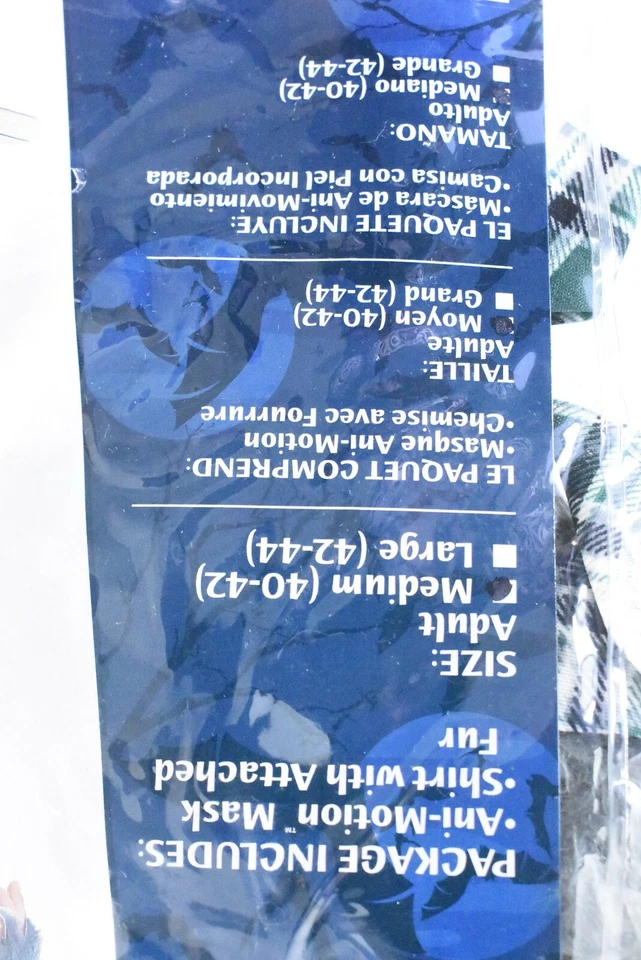 PACKAGE INCLUDES:
•Ani-Motion™ Mask
•Shirt with Attached
Fur
SIZE:
Adult
Medium (40-42)
Large (42-44)
LE PAQUET COMPREND:
•Masque Ani-Motion
•Chemise avec Fourrure
TAILLE:
Adulte
Moyen (40-42)
Grand (42-44)
EL PAQUETE INCLUYE:
•Máscara de Ani-Movimiento
•Camisa con Piel Incorporada
TAMAÑO:
Adulto
Mediano (40-42)
Grande (42-44)